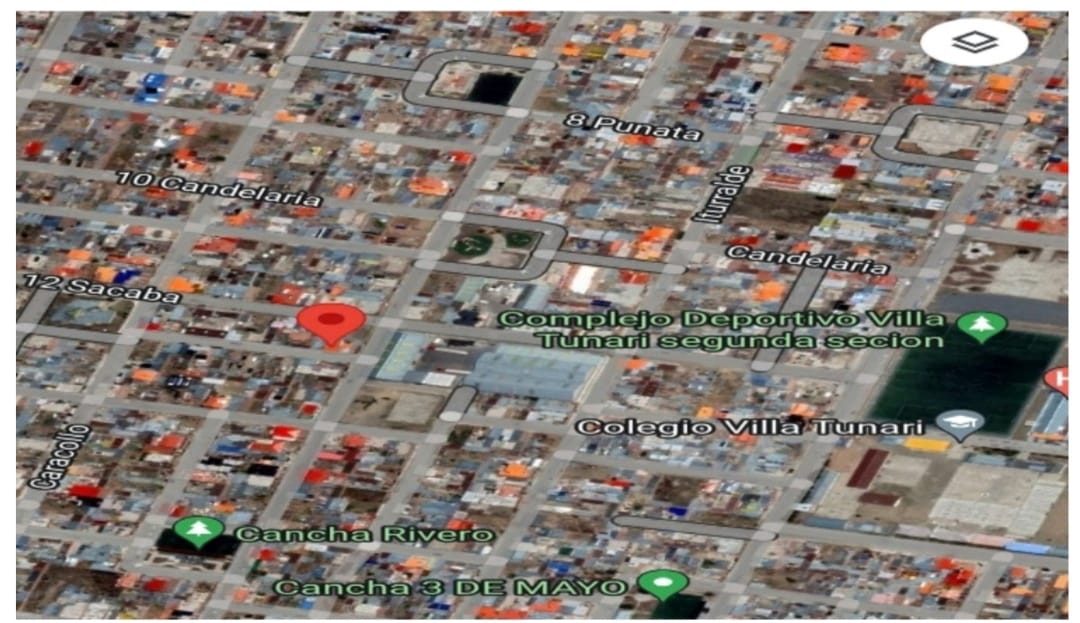 8 Punata
10 Candelaria
Iturralde
Candelaria
12 Sacaba
Complejo Deportivo Villa
Tunari segunda secion
H
Colegio Villa Tunari
Caracollo
Cancha Rivero
Cancha 3 DE MAYO